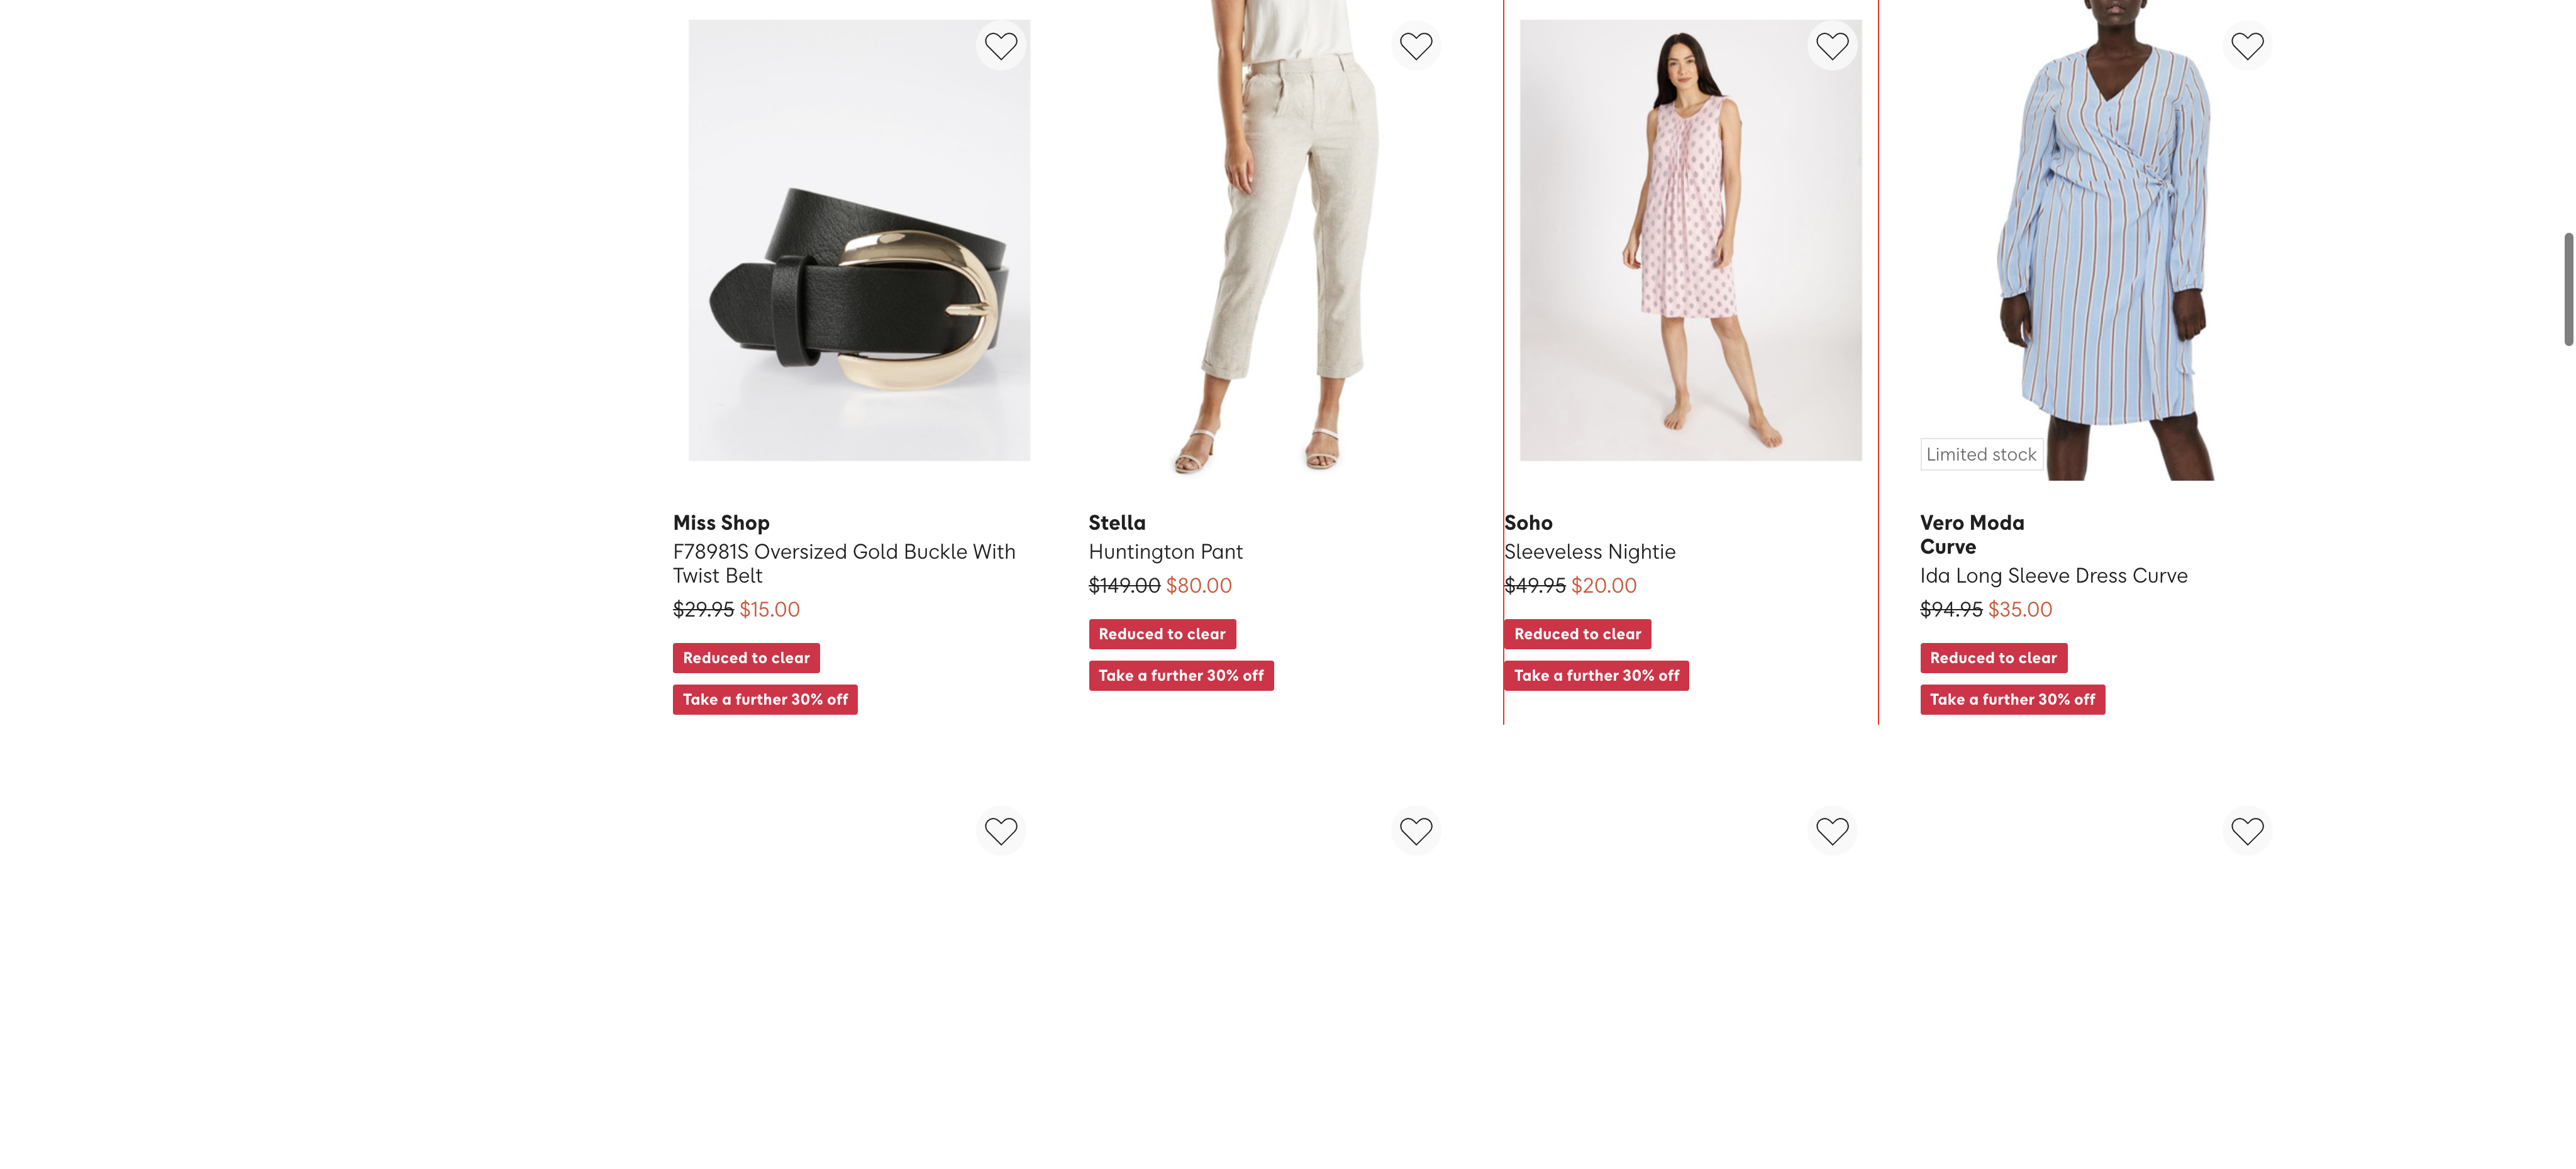 Limited stock
Miss Shop
F78981S Oversized Gold Buckle With
Twist Belt
$29.95 $15.00
Reduced to clear
Take a further 30% off
Stella
Huntington Pant
$149.00 $80.00
Reduced to clear
Take a further 30% off
Soho
Sleeveless Nightie
$49.95 $20.00
Reduced to clear
Take a further 30% off
Vero Moda
Curve
Ida Long Sleeve Dress Curve
$94.95 $35.00
Reduced to clear
Take a further 30% off